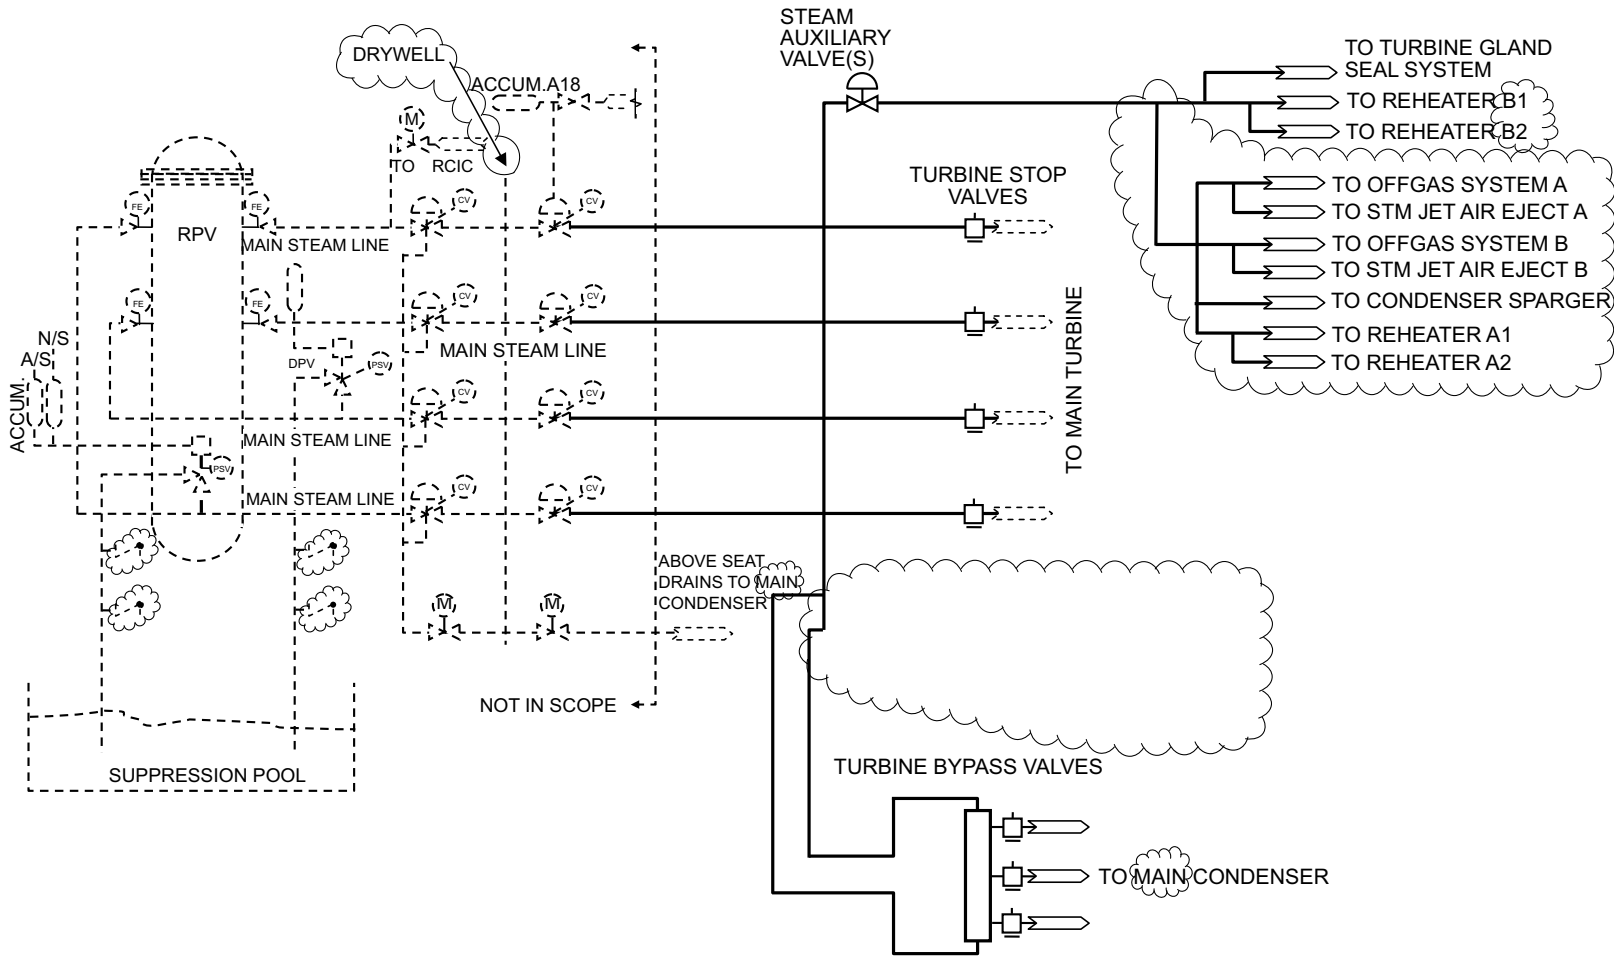 STEAM
AUXILIARY
VALVE(S)
DRYWELL
TO TURBINE GLAND
SEAL SYSTEM
ACCUM.A18
TO REHEATER B1
M
TO REHEATER B2
TO RCIC
TURBINE STOP
VALVES
TO OFFGAS SYSTEM A
FE
FE
CV
CV
TO STM JET AIR EJECT A
RPV
MAIN STEAM LINE
TO OFFGAS SYSTEM B
TO STM JET AIR EJECT B
FE
FE
CV
CV
TO CONDENSER SPARGER
N/S
A/S
MAIN STEAM LINE
TO REHEATER A1
DPV
PSV
TO REHEATER A2
TO MAIN TURBINE
ACCUM.
CV
CV
MAIN STEAM LINE
PSV
MAIN STEAM LINE
CV
CV
ABOVE SEAT
DRAINS TO MAIN
CONDENSER
M
M
NOT IN SCOPE
SUPPRESSION POOL
TURBINE BYPASS VALVES
TO MAIN CONDENSER